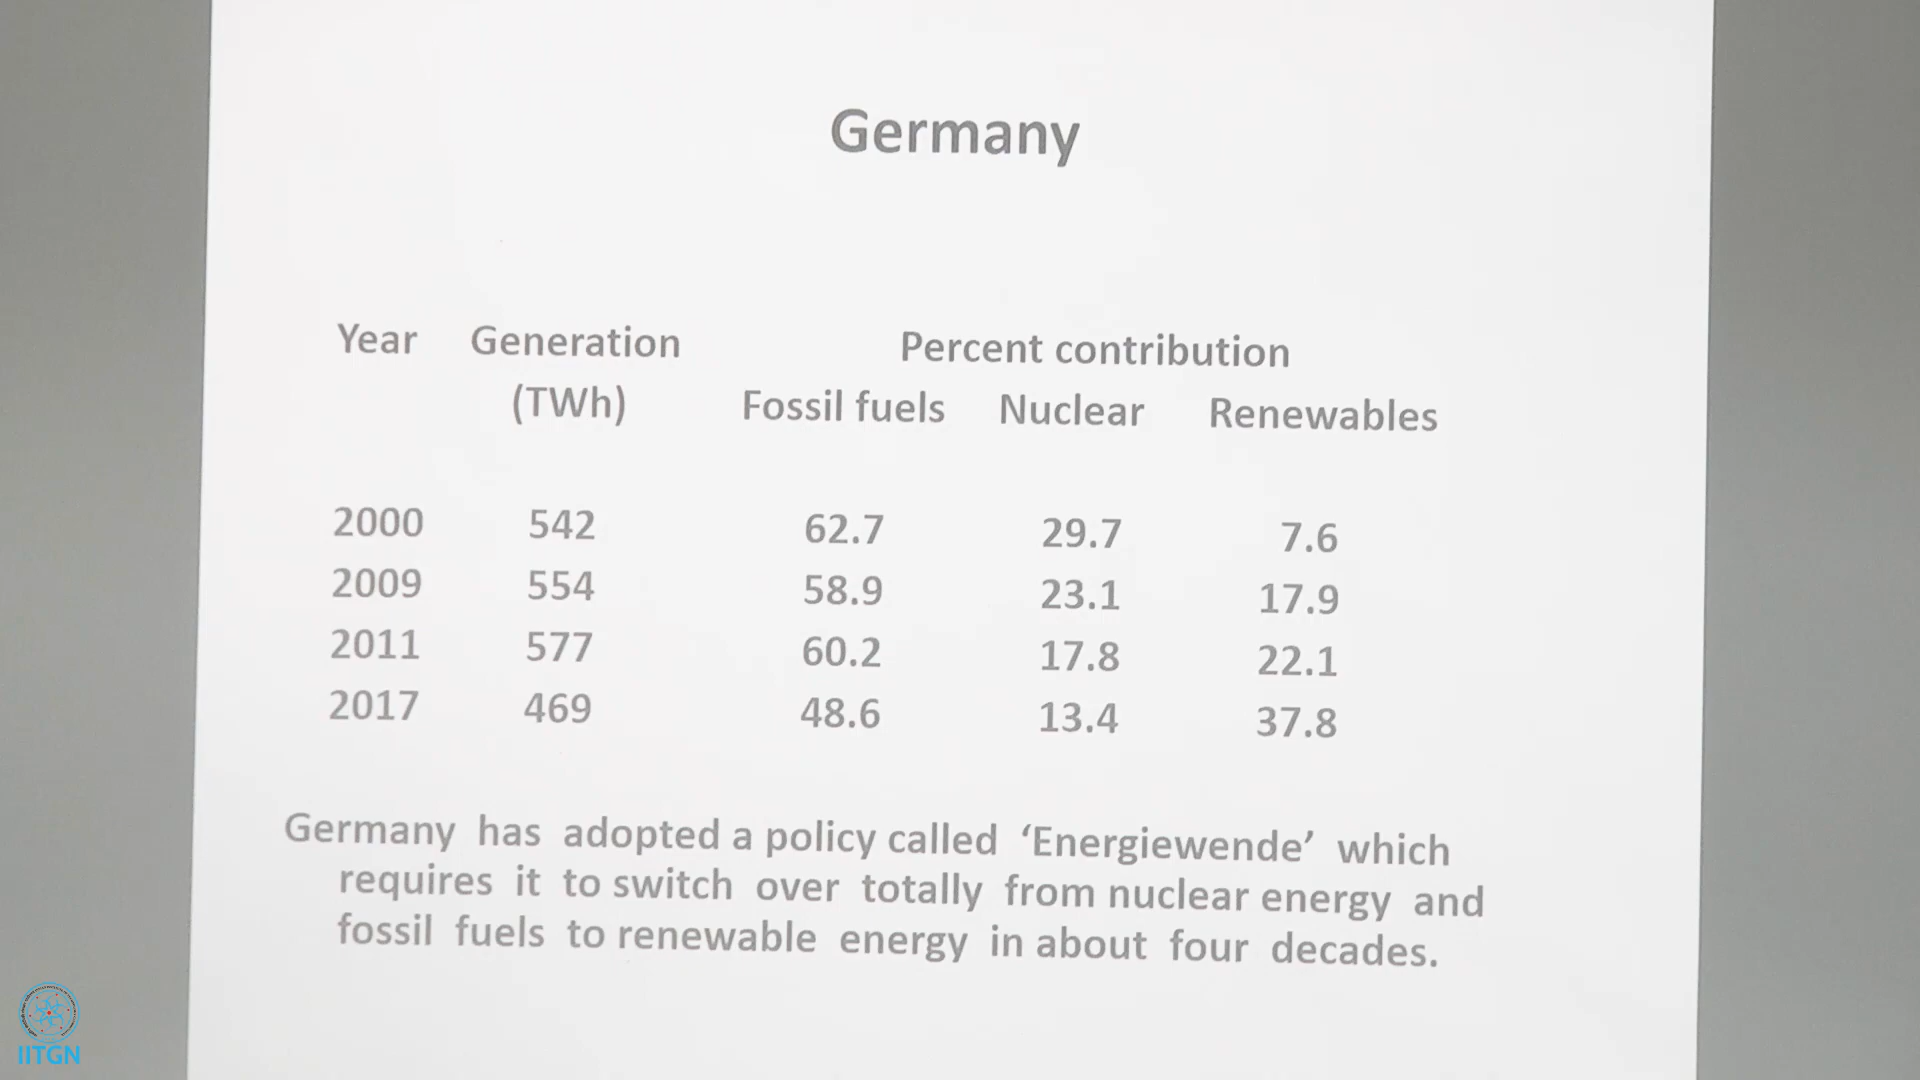 Germany
Year Generation Percent contribution
(TWh) Fossil fuels Nuclear Renewables
2000 542 62.7 29.7 7.6
2009 554 58.9 23.1 17.9
2011 577 60.2 17.8 22.1
2017 469 48.6 13.4 37.8
Germany has adopted a policy called ‘Energiewende’ which
requires it to switch over totally from nuclear energy and
fossil fuels to renewable energy in about four decades.
IITGN